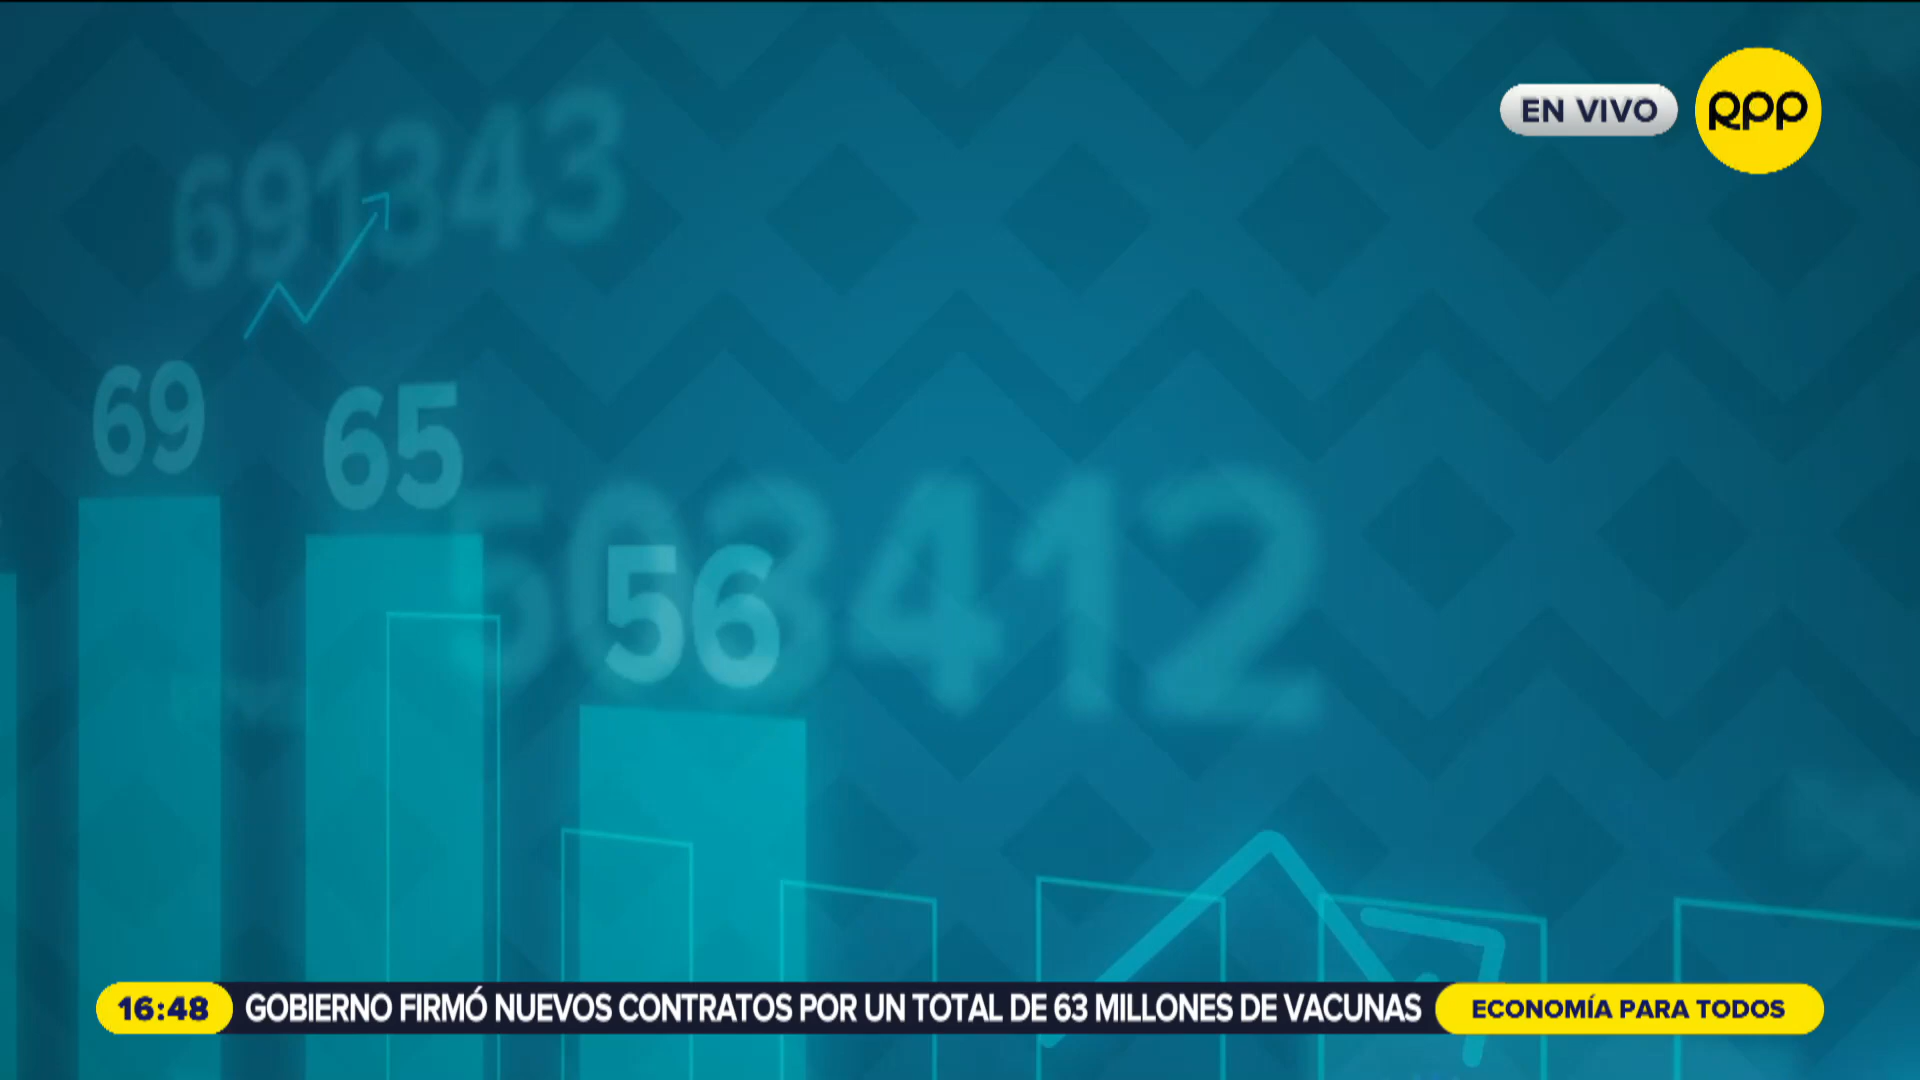 EN VIVO
rpp
691343
69
65
503412
56
16:48
GOBIERNO FIRMÓ NUEVOS CONTRATOS POR UN TOTAL DE 63 MILLONES DE VACUNAS
ECONOMÍA PARA TODOS